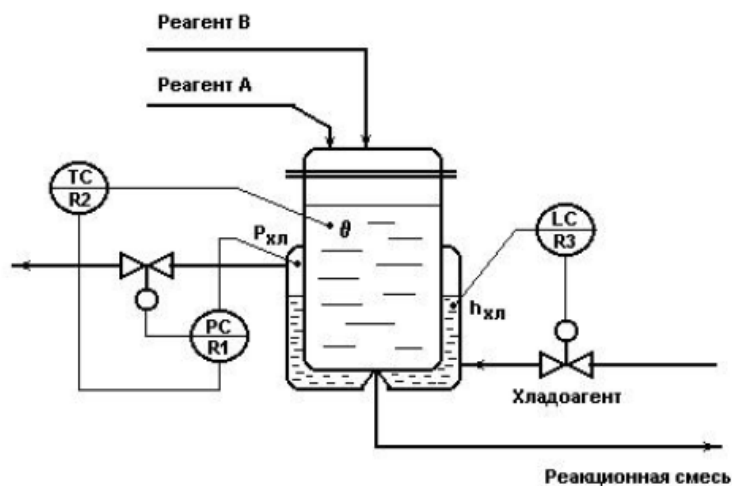 Реагент В
Реагент А
TC
R2
LC
R3
Pхл
θ
hхл
PC
R1
Хладоагент
Реакционная смесь